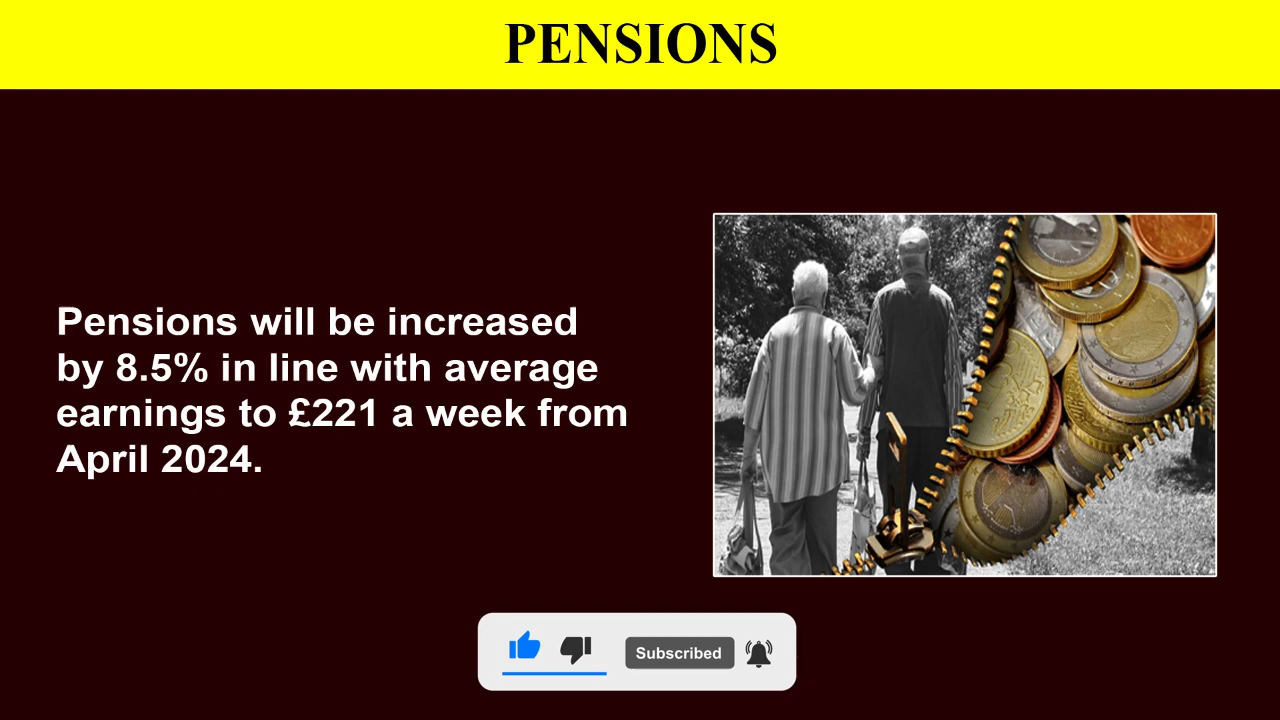 PENSIONS
Pensions will be increased
by 8.5% in line with average
earnings to £221 a week from
April 2024.
Subscribed